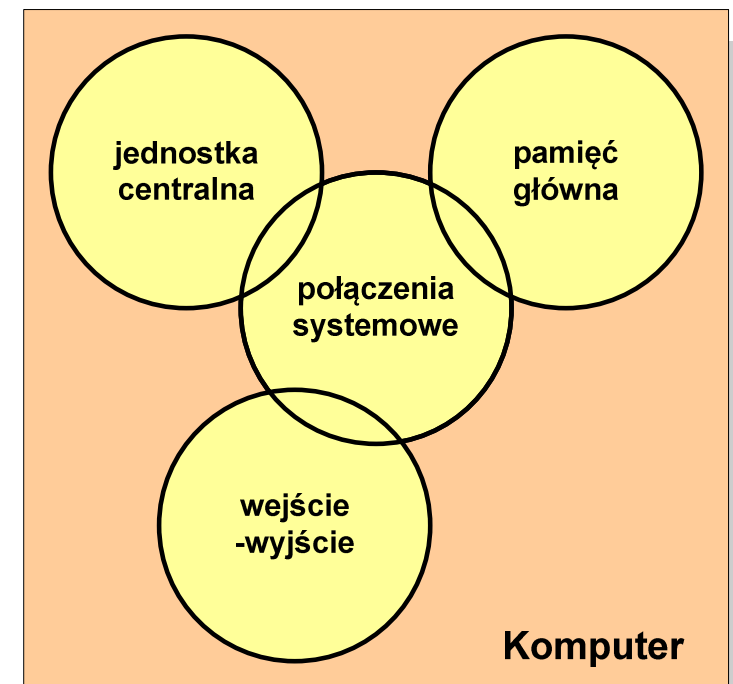 jednostka
centralna
pamięć
główna
połączenia
systemowe
wejście
-wyjście
Komputer